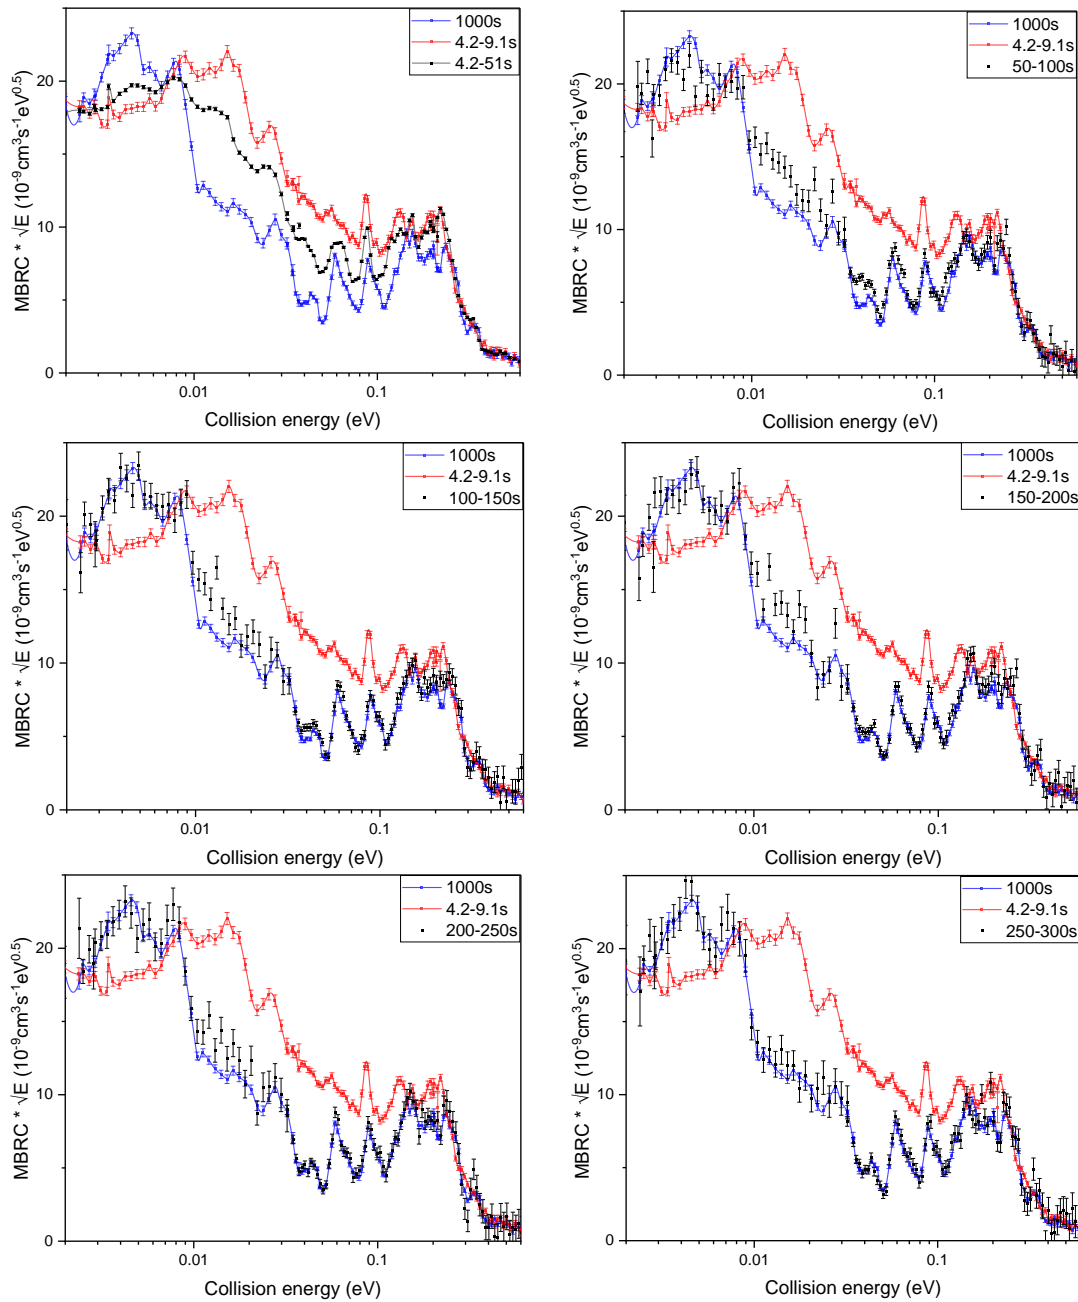 1000s
4.2-9.1s
4.2-51s
20
10
0
0.01
0.1
MBRC * √E (10-9cm3s-1eV0.5)
Collision energy (eV)
1000s
4.2-9.1s
50-100s
20
10
0
0.01
0.1
MBRC * √E (10-9cm3s-1eV0.5)
Collision energy (eV)
1000s
4.2-9.1s
100-150s
20
10
0
0.01
0.1
MBRC * √E (10-9cm3s-1eV0.5)
Collision energy (eV)
1000s
4.2-9.1s
150-200s
20
10
0
0.01
0.1
MBRC * √E (10-9cm3s-1eV0.5)
Collision energy (eV)
1000s
4.2-9.1s
200-250s
20
10
0
0.01
0.1
MBRC * √E (10-9cm3s-1eV0.5)
Collision energy (eV)
1000s
4.2-9.1s
250-300s
20
10
0
0.01
0.1
MBRC * √E (10-9cm3s-1eV0.5)
Collision energy (eV)